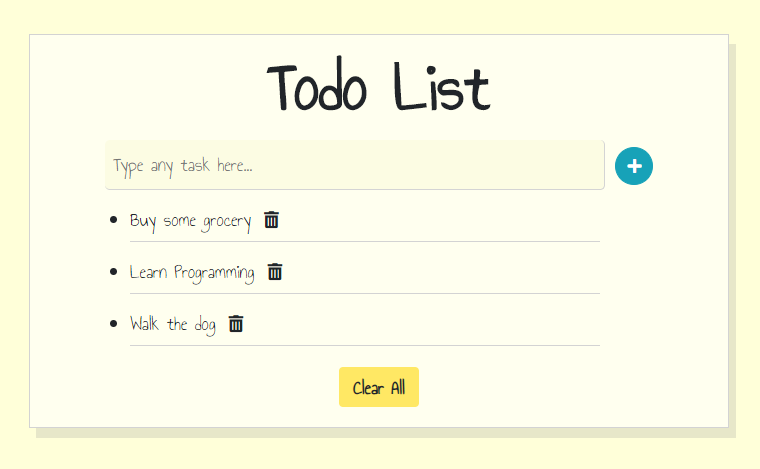 Todo List
Type any task here...
Buy some grocery
Learn Programming
Walk the dog
Clear All